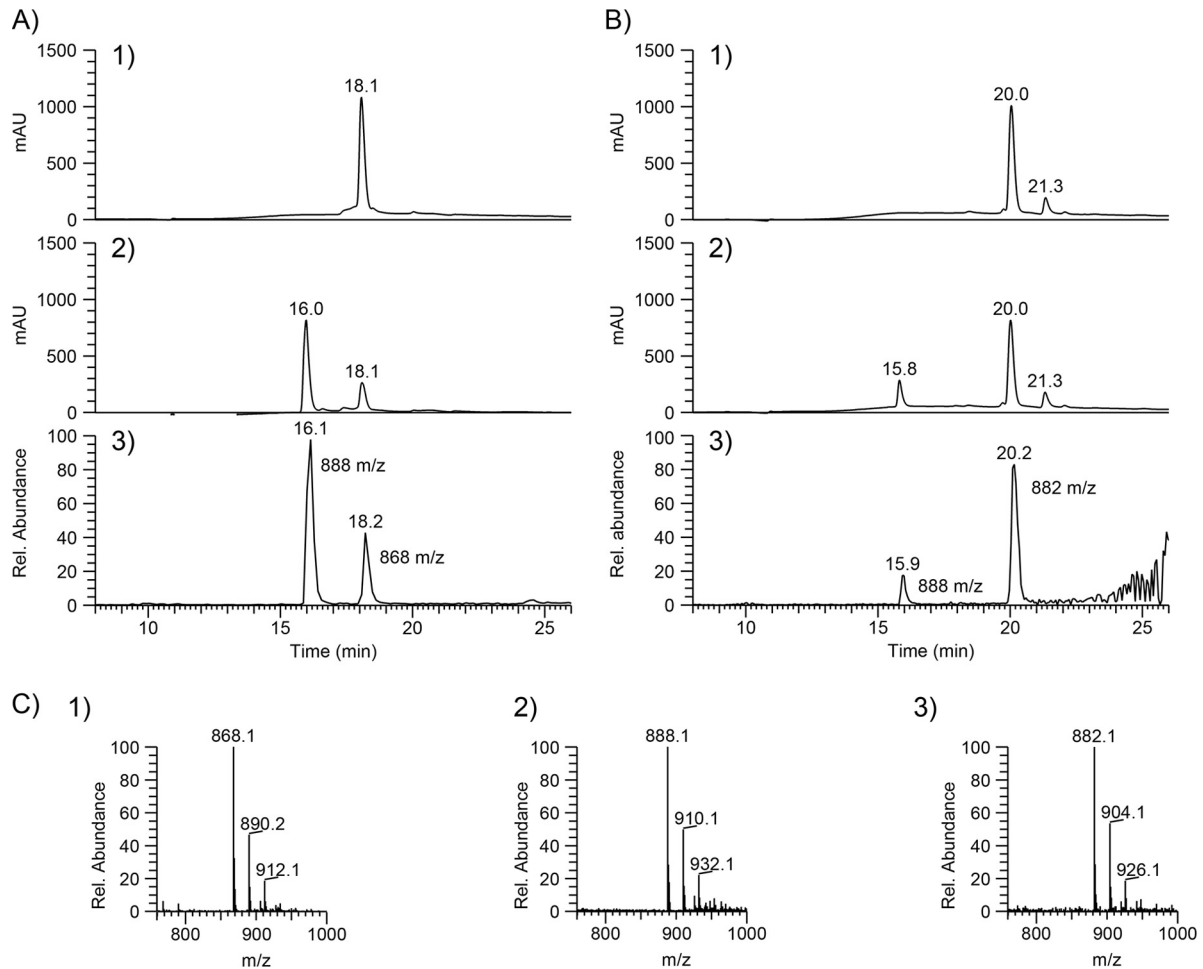 A)
1)
1500
1000
500
0
mAU
18.1
2)
1500
1000
500
0
mAU
16.0
18.1
3)
100
80
60
40
20
0
Rel. Abundance
16.1
888 m/z
18.2
868 m/z
10 15 20 25
Time (min)
B)
1)
1500
1000
500
0
mAU
20.0
21.3
2)
1500
1000
500
0
mAU
15.8
20.0
21.3
3)
100
80
60
40
20
0
Rel. abundance
20.2
882 m/z
15.9
888 m/z
10 15 20 25
Time (min)
C)
1)
100
80
60
40
20
0
Rel. Abundance
868.1
890.2
912.1
800 900 1000
m/z
2)
100
80
60
40
20
0
Rel. Abundance
888.1
910.1
932.1
800 900 1000
m/z
3)
100
80
60
40
20
0
Rel. Abundance
882.1
904.1
926.1
800 900 1000
m/z